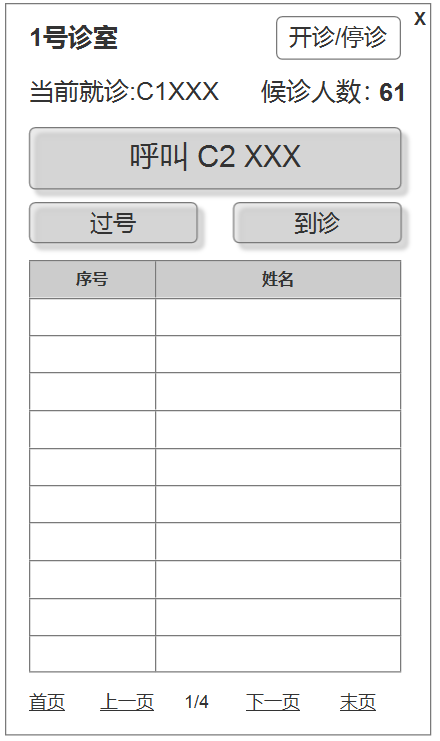 X
1号诊室 开诊/停诊
当前就诊:C1XXX 候诊人数: 61
呼叫 C2 XXX
过号 到诊
序号 姓名
首页 上一页 1/4 下一页 末页